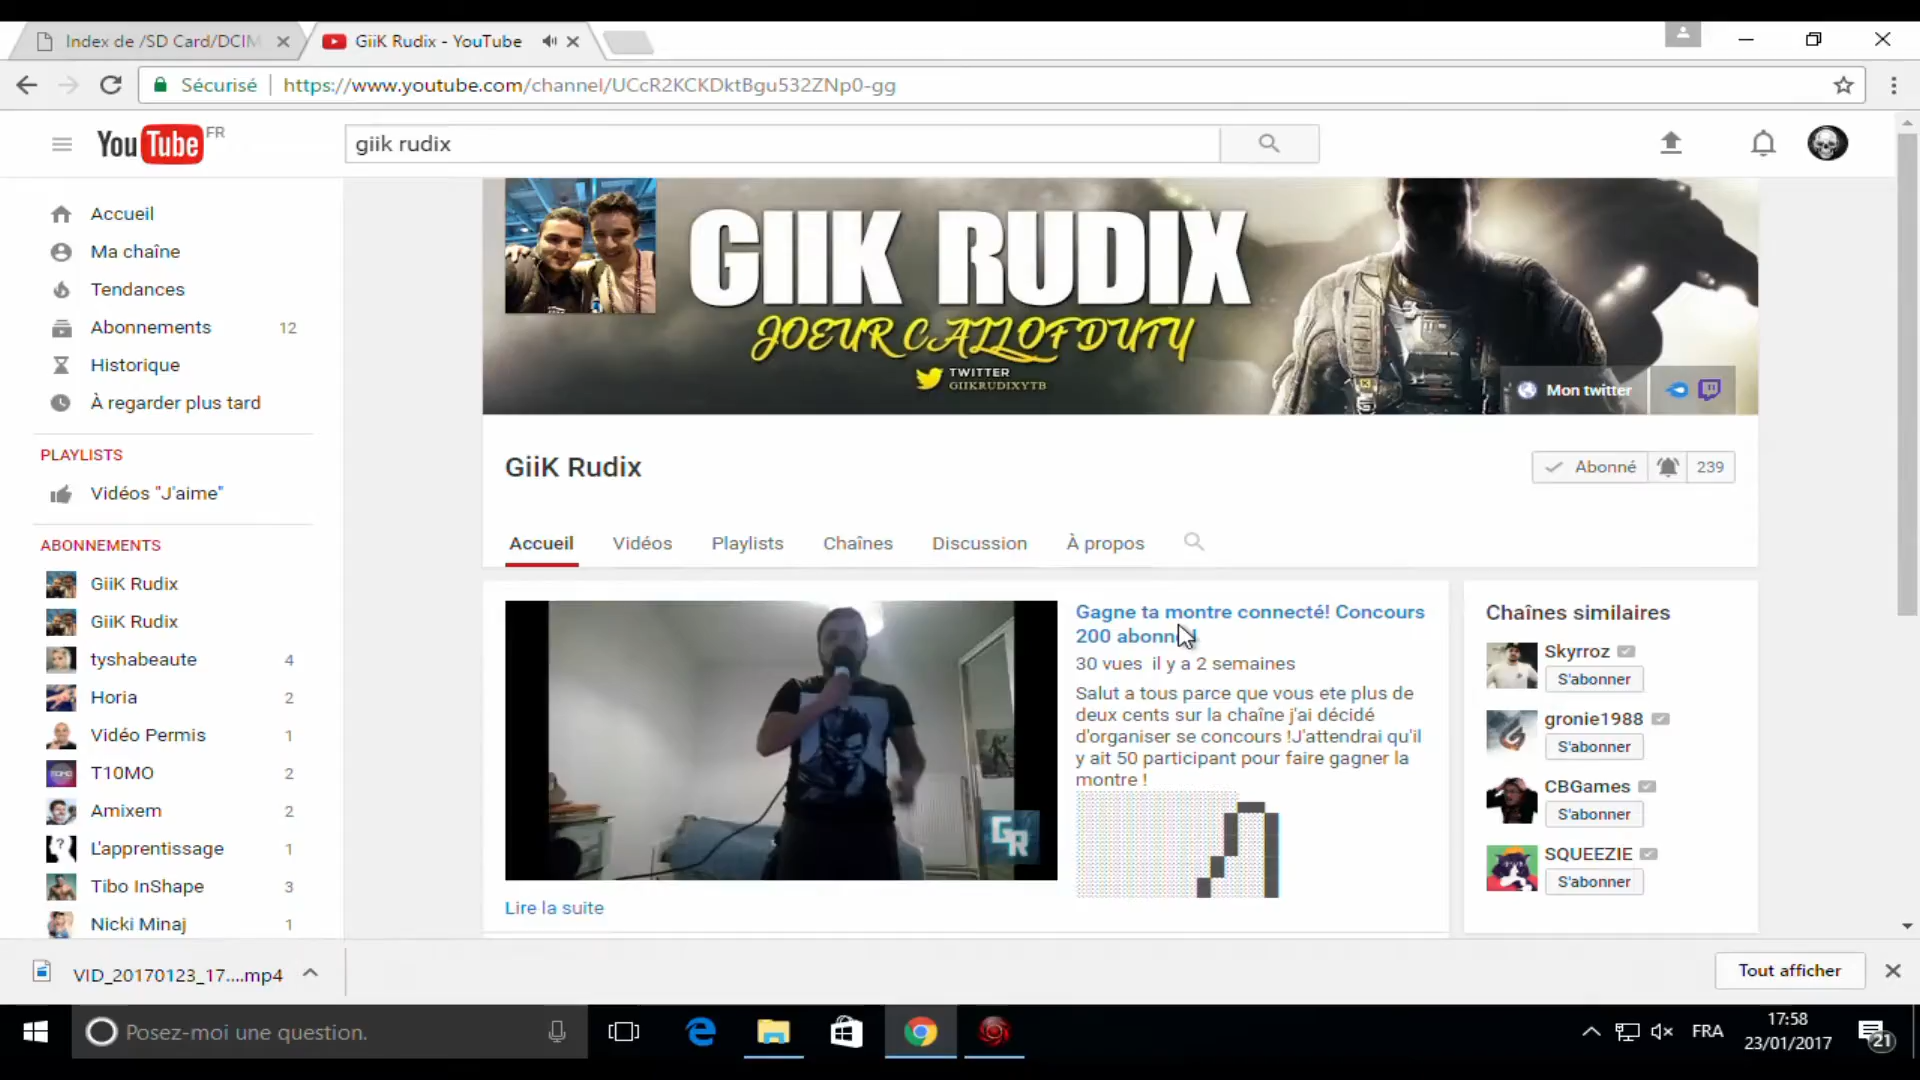 Index de /SD Card/DCIM
GiiK Rudix - YouTube
Sécurisé
https://www.youtube.com/channel/UCcR2KCKDktBgu532ZNp0-gg
YouTube FR
giik rudix
Accueil
Ma chaîne
Tendances
Abonnements 12
Historique
À regarder plus tard
PLAYLISTS
Vidéos "J'aime"
ABONNEMENTS
GiiK Rudix
GiiK Rudix
tyshabeaute 4
Horia 2
Vidéo Permis 1
T10MO 2
Amixem 2
L'apprentissage 1
Tibo InShape 3
Nicki Minaj 1
GIIK RUDIX
JOEUR CALL OF DUTY
TWITTER
GIIKRUDIXYTB
Mon twitter
GiiK Rudix
Abonné 239
Accueil Vidéos Playlists Chaînes Discussion À propos
GR
Gagne ta montre connecté! Concours
200 abonné!
30 vues il y a 2 semaines
Salut a tous parce que vous ete plus de
deux cents sur la chaîne j'ai décidé
d'organiser se concours !J'attendrai qu'il
y ait 50 participant pour faire gagner la
montre !
Lire la suite
Chaînes similaires
Skyrroz
S'abonner
gronie1988
S'abonner
CBGames
S'abonner
SQUEEZIE
S'abonner
VID_20170123_17....mp4
Tout afficher
Posez-moi une question.
FRA
17:58
23/01/2017
21